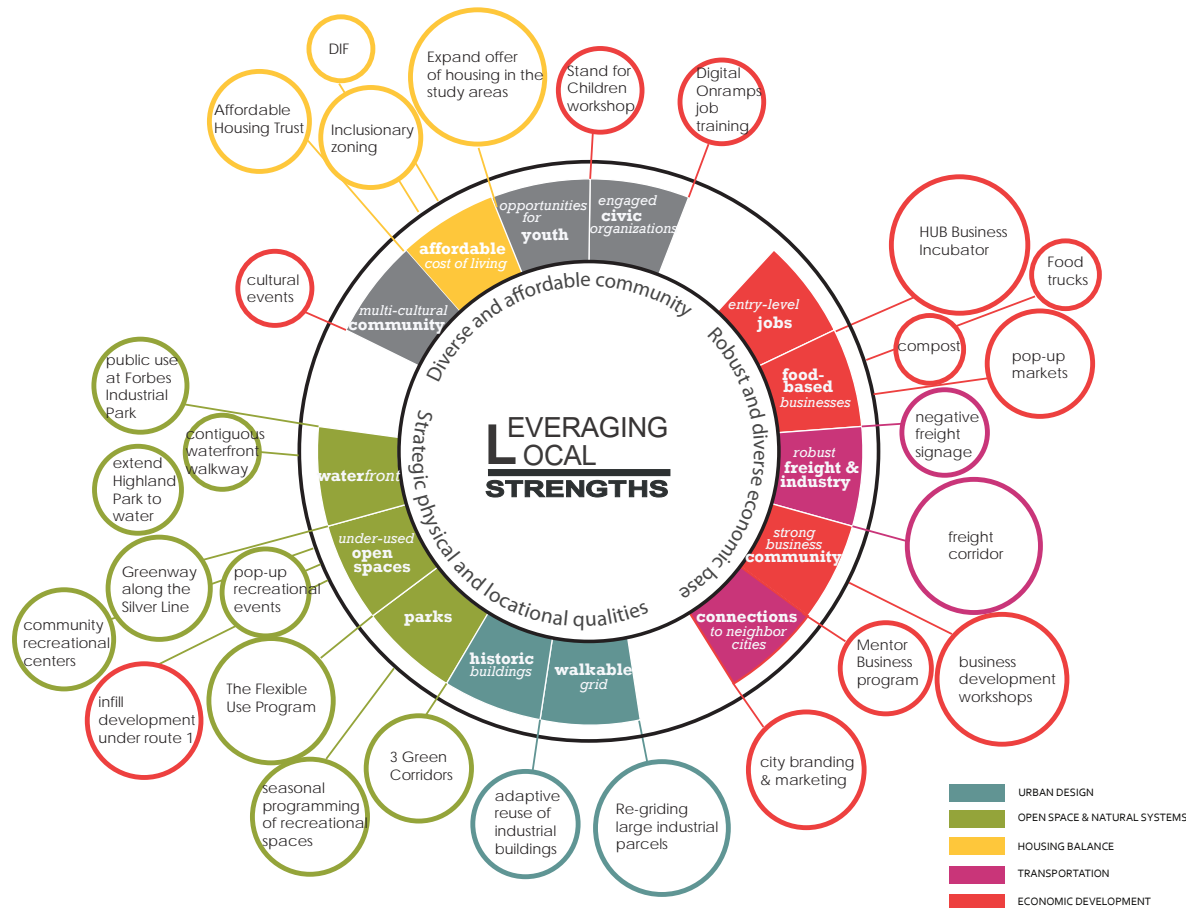 DIF
Expand offer
of housing in the
study areas
Stand for
Children
workshop
Digital
Onramps
job
training
Affordable
Housing Trust
Inclusionary
zoning
cultural
events
HUB Business
Incubator
Food
trucks
compost
pop-up
markets
negative
freight
signage
freight
corridor
business
development
workshops
Mentor
Business
program
city branding
& marketing
Re-griding
large industrial
parcels
adaptive
reuse of
industrial
buildings
3 Green
Corridors
seasonal
programming
of recreational
spaces
The Flexible
Use Program
infill
development
under route 1
pop-up
recreational
events
community
recreational
centers
Greenway
along the
Silver Line
extend
Highland
Park to
water
contiguous
waterfront
walkway
public use
at Forbes
Industrial
Park
multi-cultural
community
affordable
cost of living
opportunities
for
youth
engaged
civic
organizations
entry-level
jobs
food-
based
businesses
robust
freight &
industry
strong
business
community
connections
to neighbor
cities
walkable
grid
historic
buildings
parks
under-used
open
spaces
waterfront
Diverse and affordable community
Robust and diverse economic base
Strategic physical and locational qualities
LEVERAGING
LOCAL
STRENGTHS
URBAN DESIGN
OPEN SPACE & NATURAL SYSTEMS
HOUSING BALANCE
TRANSPORTATION
ECONOMIC DEVELOPMENT